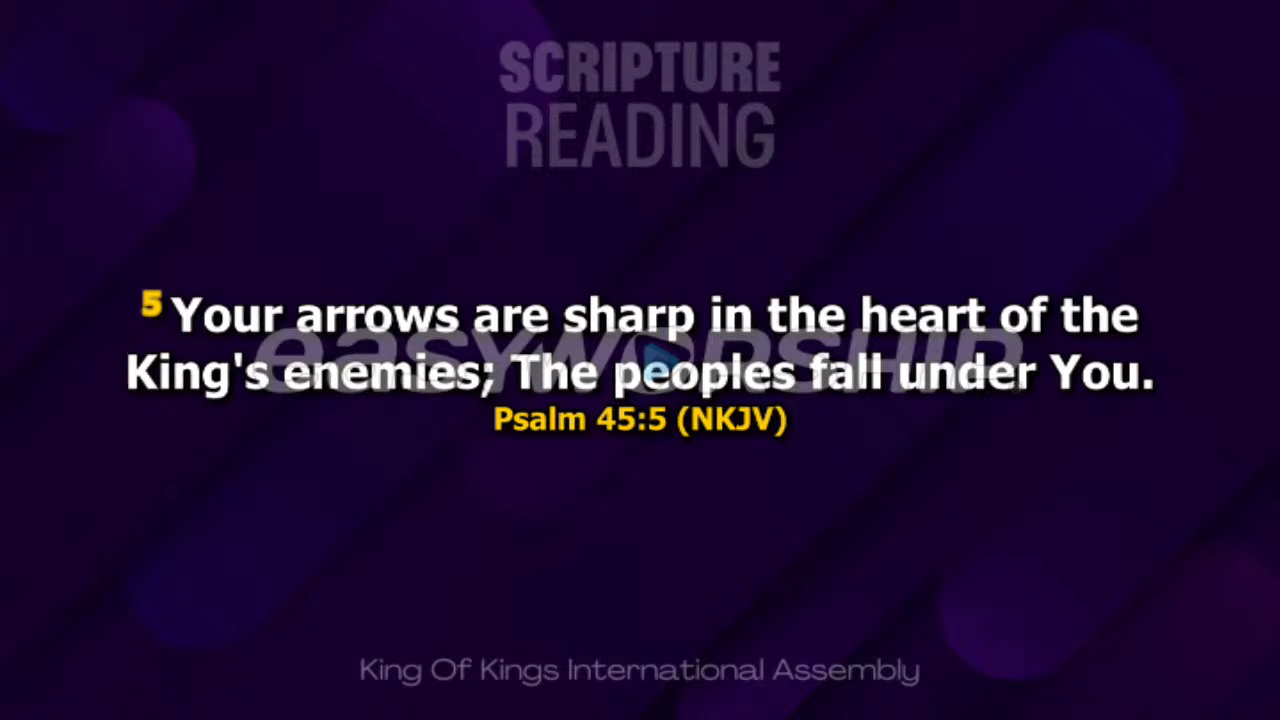 SCRIPTURE
READING
5 Your arrows are sharp in the heart of the
King's enemies; The peoples fall under You.
easyworship
Psalm 45:5 (NKJV)
King Of Kings International Assembly